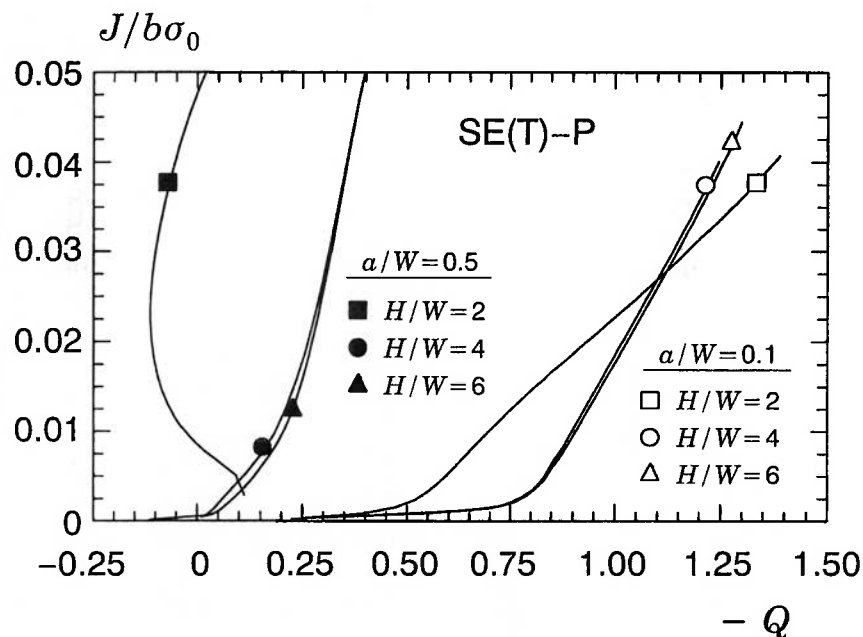 J/bσ₀
0.05
0.04
0.03
0.02
0.01
0
SE(T)−P
a/W=0.5
H/W=2
H/W=4
H/W=6
a/W=0.1
H/W=2
H/W=4
H/W=6
−0.25 0 0.25 0.50 0.75 1.00 1.25 1.50
− Q